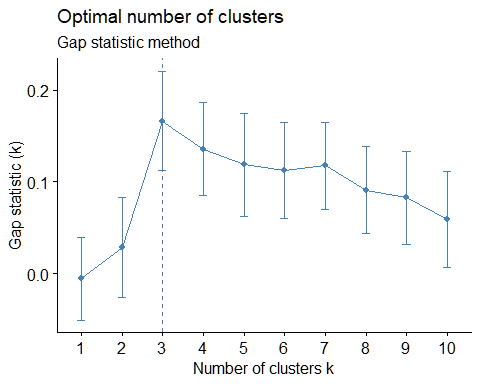 Optimal number of clusters
Gap statistic method
Gap statistic (k)
0.2
0.1
0.0
1 2 3 4 5 6 7 8 9 10
Number of clusters k